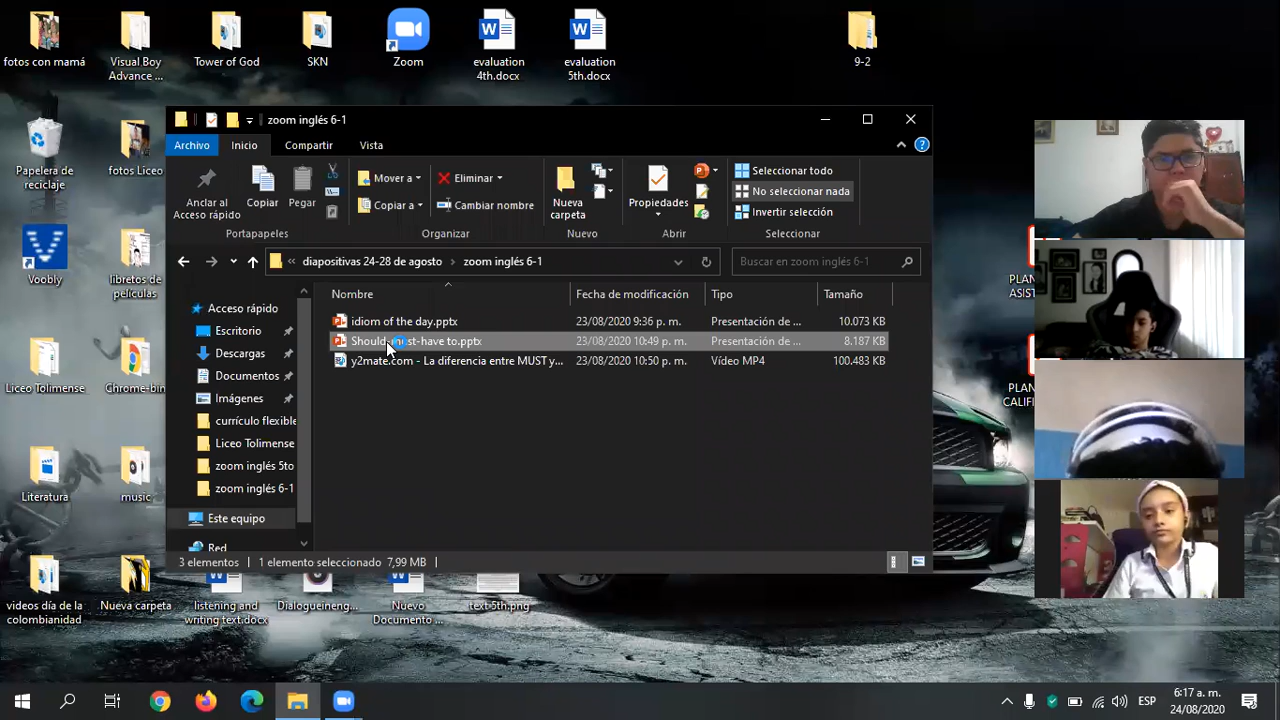 fotos con mamá
Visual Boy
Advance ...
Tower of God
SKN
Zoom
evaluation
4th.docx
evaluation
5th.docx
9-2
zoom inglés 6-1
Archivo
Inicio
Compartir
Vista
Papelera de
reciclaje
fotos Liceo
Anclar al
Acceso rápido
Copiar
Pegar
Mover a
Copiar a
Eliminar
Cambiar nombre
Nueva
carpeta
Propiedades
Seleccionar todo
No seleccionar nada
Invertir selección
Portapapeles
Organizar
Nuevo
Abrir
Seleccionar
« diapositivas 24-28 de agosto > zoom inglés 6-1
Buscar en zoom inglés 6-1
Voobly
libretos de
películas
Nombre
Fecha de modificación
Tipo
Tamaño
idiom of the day.pptx
23/08/2020 9:36 p. m.
Presentación de ...
10.073 KB
23/08/2020 10:49 p. m.
Presentación de ...
8.187 KB
y2mate.com - La diferencia entre MUST y...
23/08/2020 10:50 p. m.
Vídeo MP4
100.483 KB
Acceso rápido
Escritorio
Descargas
Documentos
Imágenes
currículo flexible
Liceo Tolimense
zoom inglés 5to
zoom inglés 6-1
Este equipo
Red
PLAN
ASIST
PLAN
CALIFI
Liceo Tolimense
Chrome-bin
Literatura
music
3 elementos
1 elemento seleccionado 7,99 MB
videos día de la
colombianidad
Nueva carpeta
listening and
writing text.docx
Dialogueineng...
Nuevo
Documento ...
text 5th.png
ESP
6:17 a. m.
24/08/2020